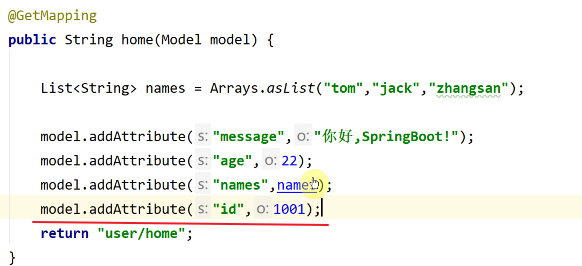 @GetMapping
public String home(Model model) {
List<String> names = Arrays.asList("tom","jack","zhangsan");
model.addAttribute( s: "message", o: "你好,SpringBoot!");
model.addAttribute( s: "age", o: 22);
model.addAttribute( s: "names",names);
model.addAttribute( s: "id", o: 1001);
return "user/home";
}